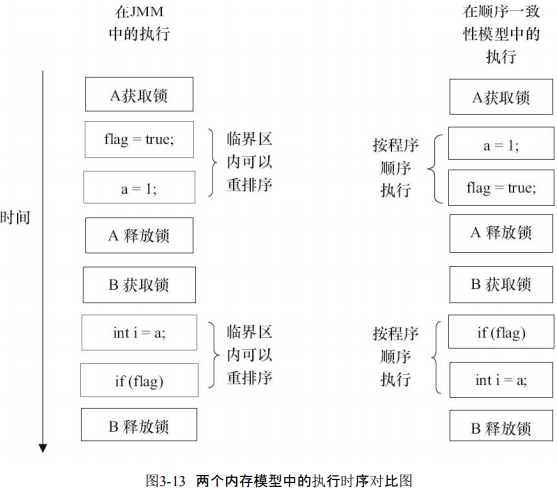 在JMM
中的执行
在顺序一致
性模型中的
执行
时间
A获取锁
flag = true;
a = 1;
临界区
内可以
重排序
A 释放锁
B 获取锁
int i = a;
if (flag)
临界区
内可以
重排序
B 释放锁
A获取锁
按程序
顺序
执行
a = 1;
flag = true;
A 释放锁
B 获取锁
按程序
顺序
执行
if (flag)
int i = a;
B 释放锁
图3-13 两个内存模型中的执行时序对比图